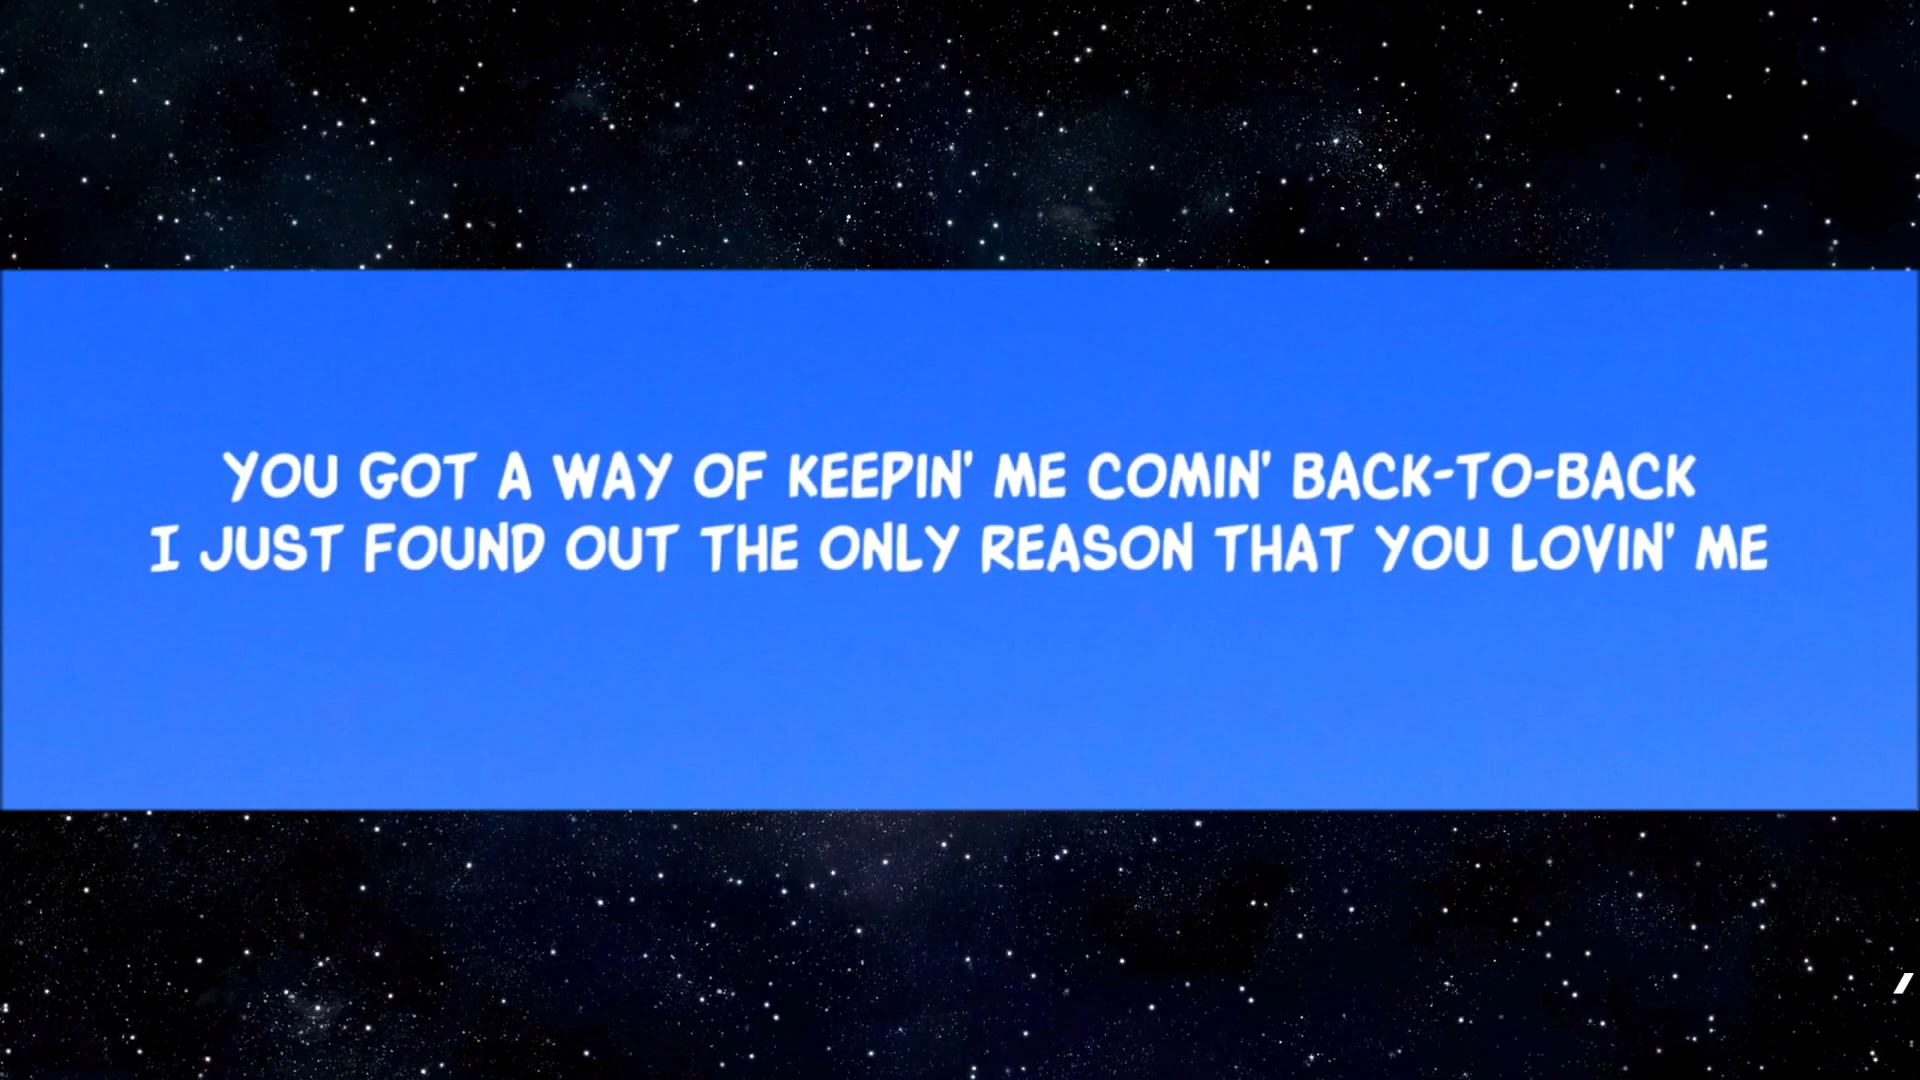 YOU GOT A WAY OF KEEPIN' ME COMIN' BACK-TO-BACK
I JUST FOUND OUT THE ONLY REASON THAT YOU LOVIN' ME